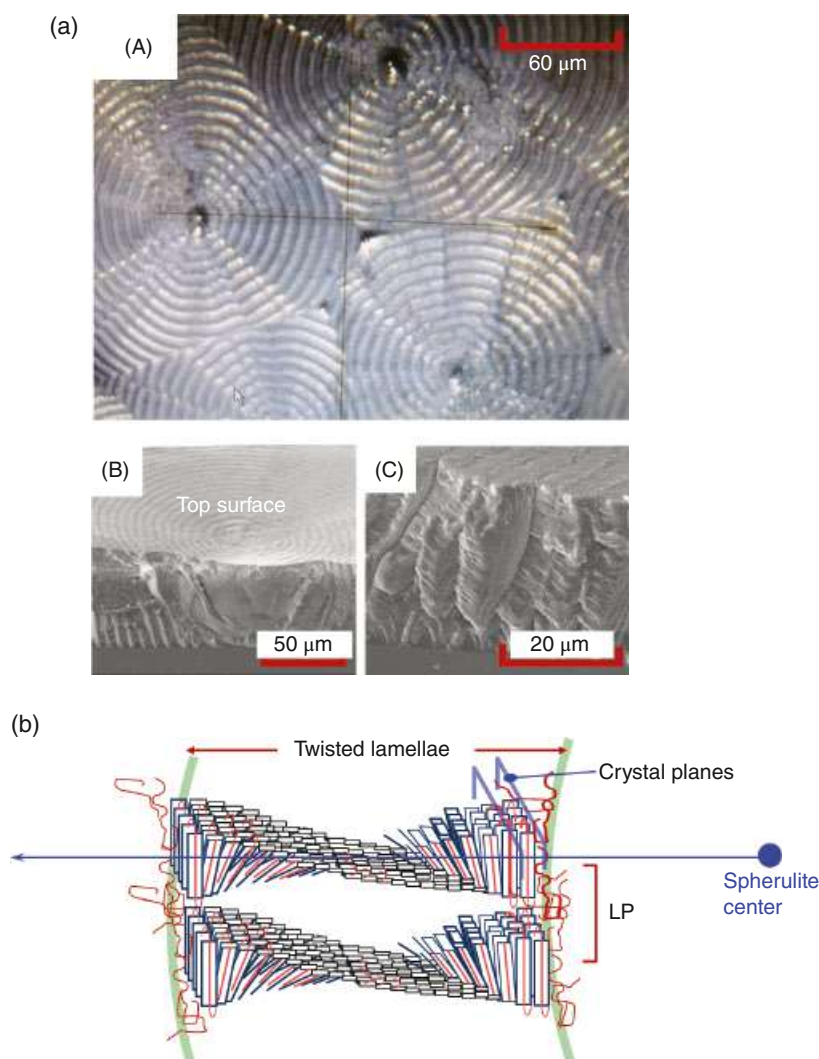 (a)
(A)
60 μm
(B)
Top surface
50 μm
(C)
20 μm
(b)
Twisted lamellae
Crystal planes
Spherulite
center
LP